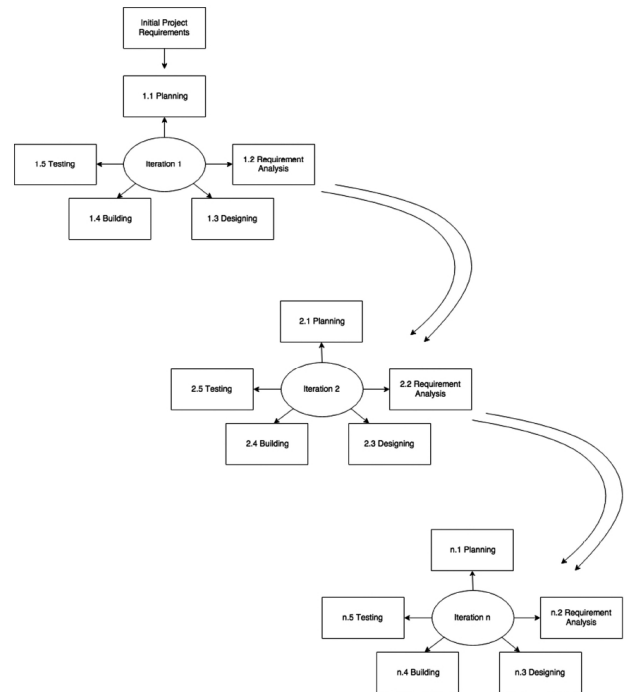 Initial Project
Requirements
1.1 Planning
1.5 Testing
Iteration 1
1.2 Requirement
Analysis
1.4 Building
1.3 Designing
2.1 Planning
2.5 Testing
Iteration 2
2.2 Requirement
Analysis
2.4 Building
2.3 Designing
n.1 Planning
n.5 Testing
Iteration n
n.2 Requirement
Analysis
n.4 Building
n.3 Designing